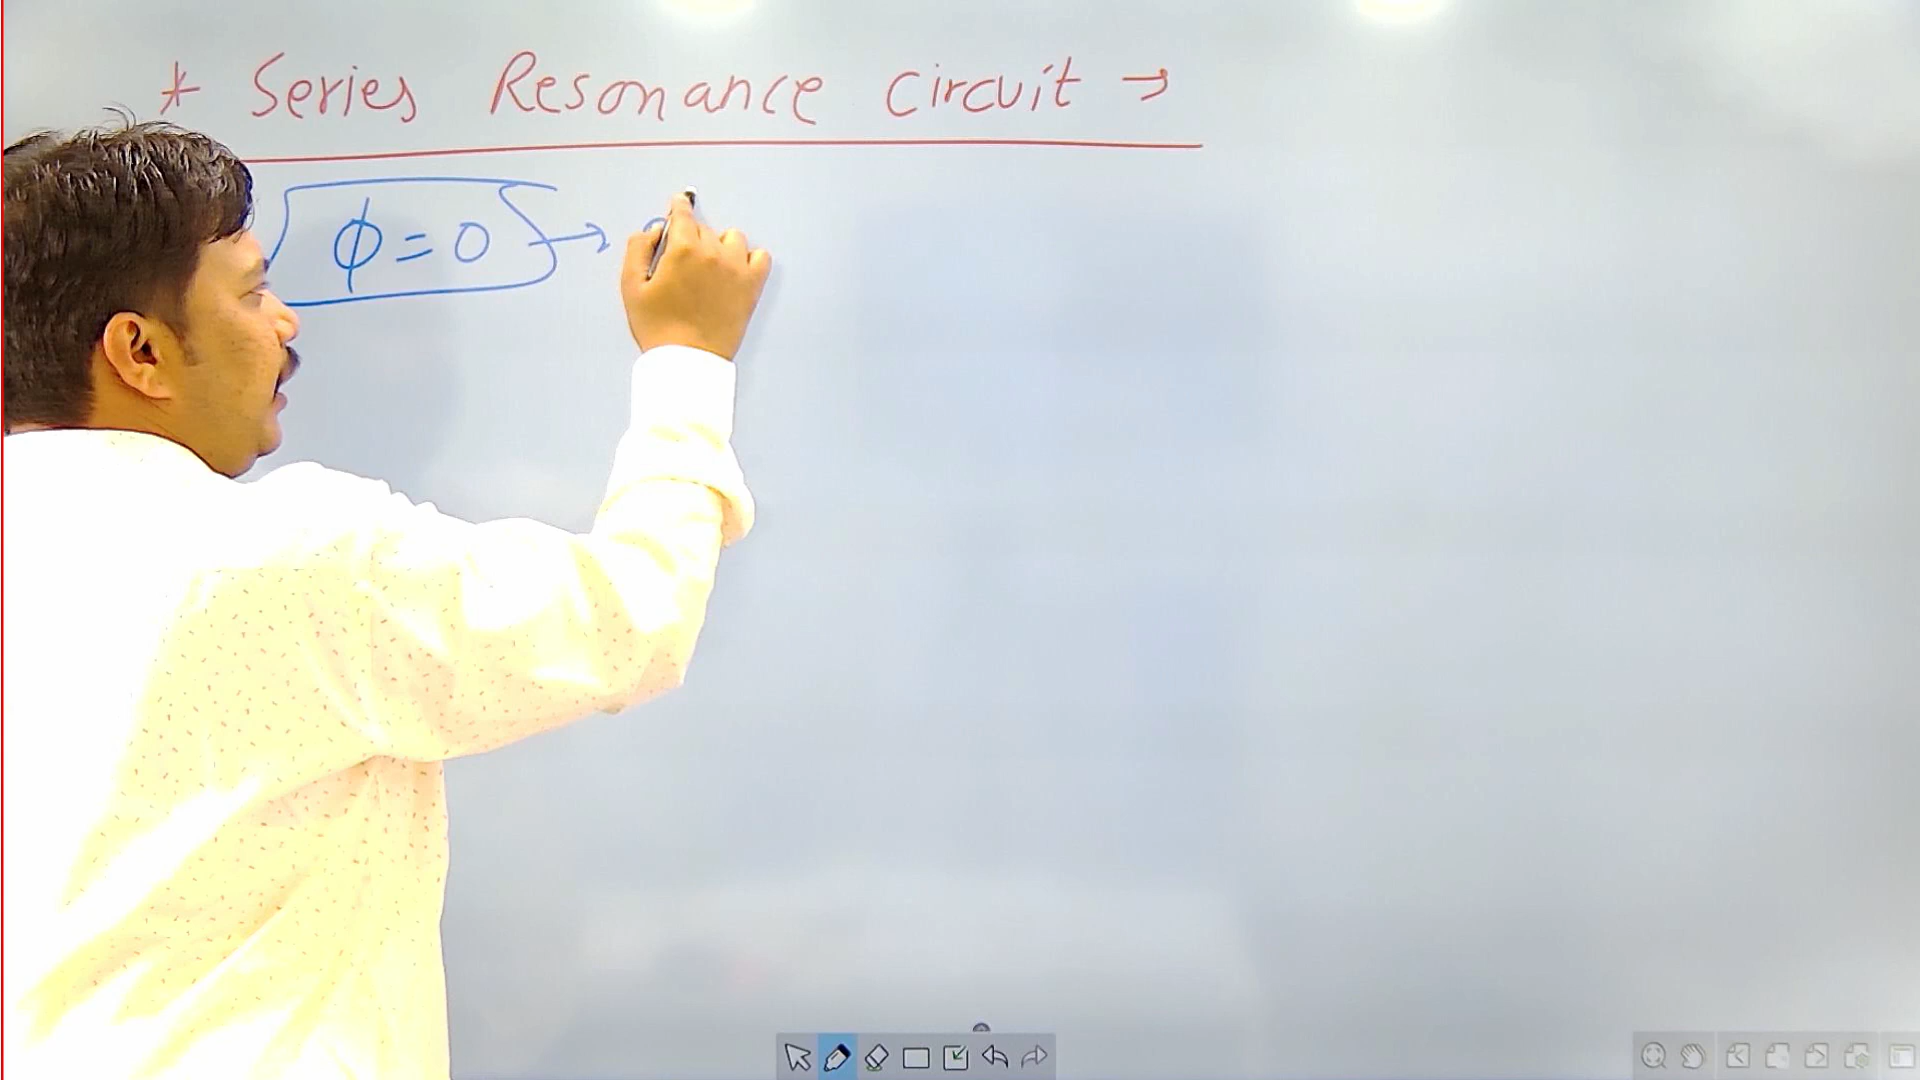 * Series Resonance Circuit →
ϕ = 0 →